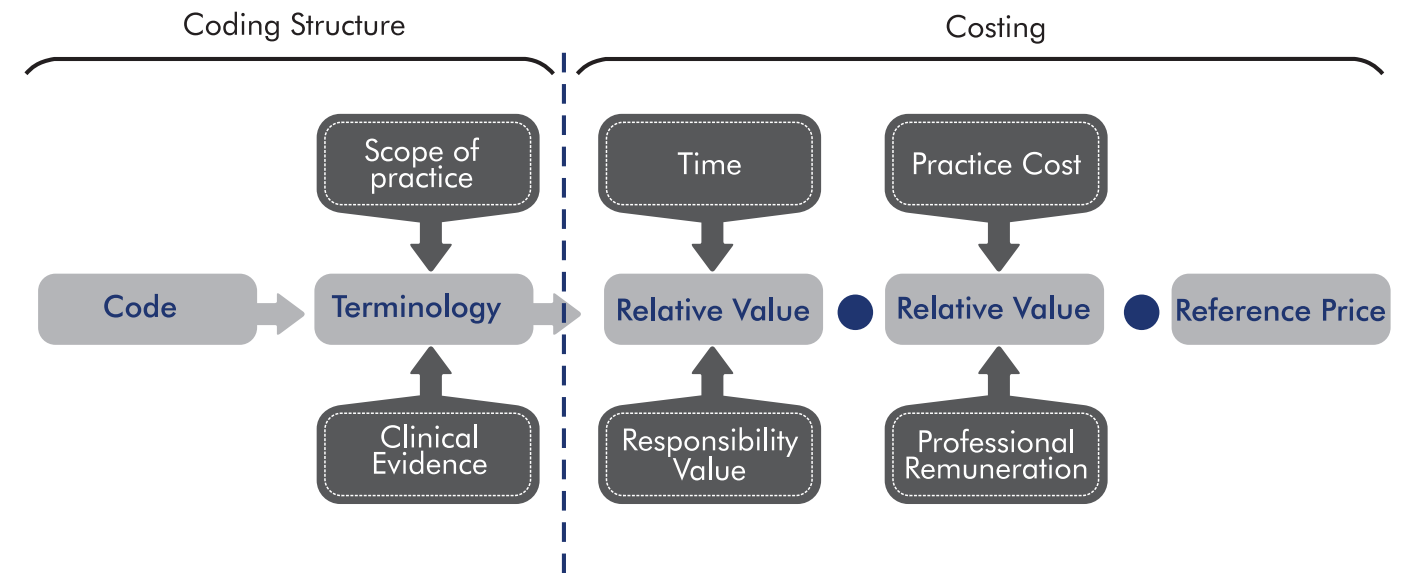 Coding Structure
Costing
Scope of
practice
Time
Practice Cost
Code
Terminology
Relative Value
Relative Value
Reference Price
Clinical
Evidence
Responsibility
Value
Professional
Remuneration